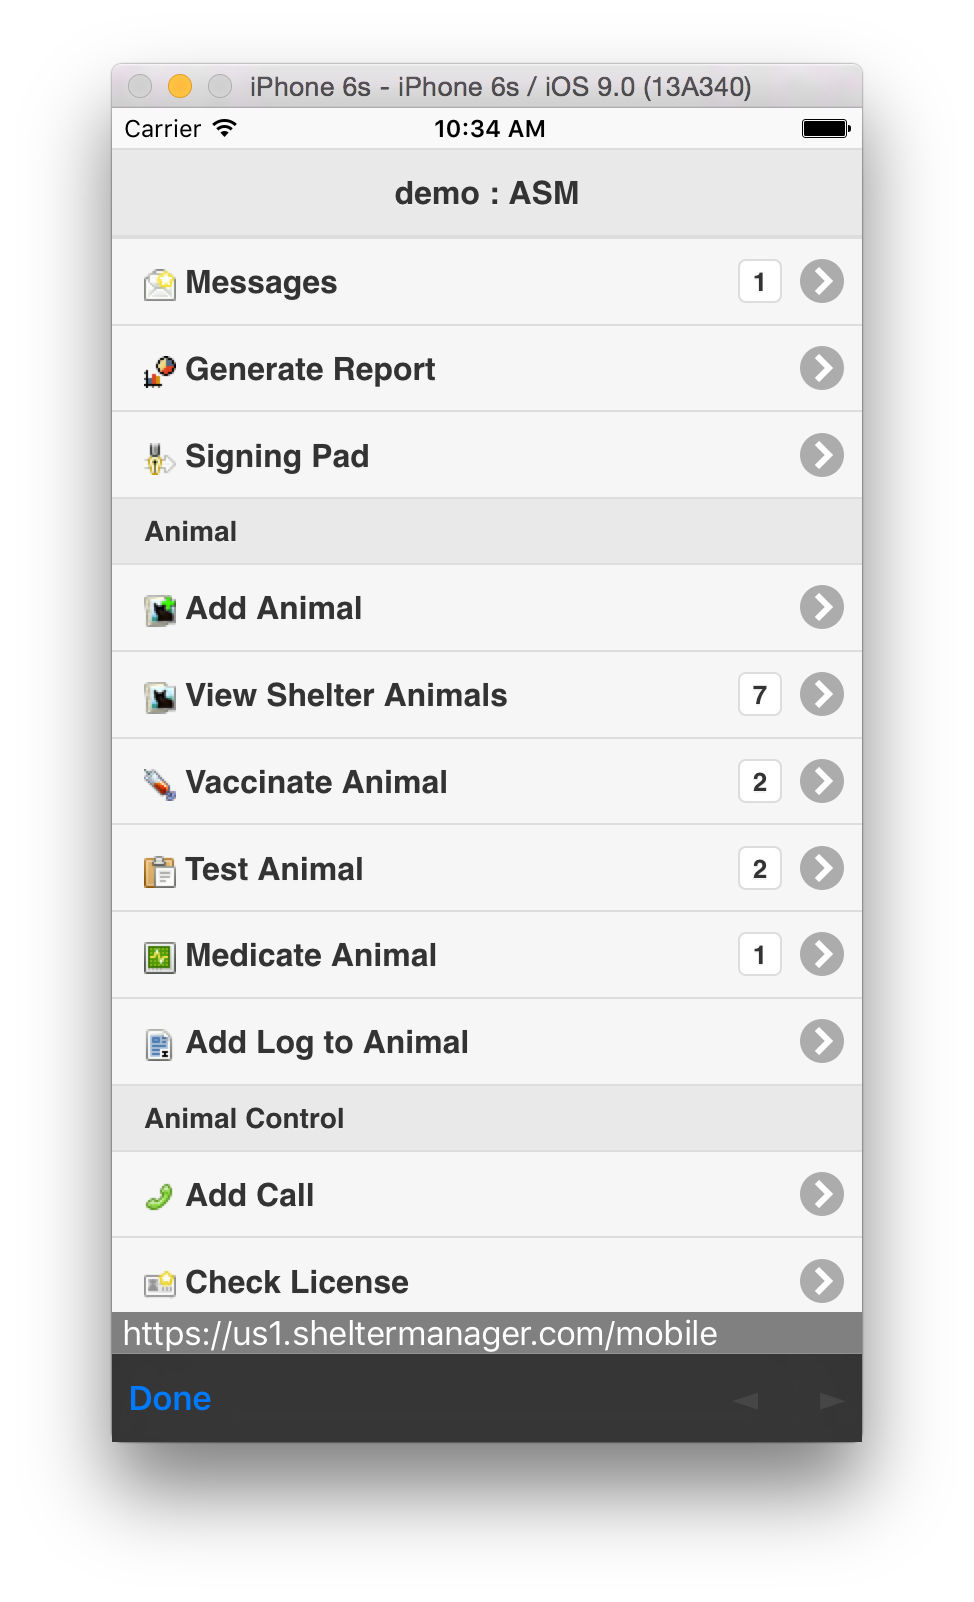 iPhone 6s - iPhone 6s / iOS 9.0 (13A340)
Carrier 10:34 AM
demo : ASM
Messages 1
Generate Report
Signing Pad
Animal
Add Animal
View Shelter Animals 7
Vaccinate Animal 2
Test Animal 2
Medicate Animal 1
Add Log to Animal
Animal Control
Add Call
Check License
https://us1.sheltermanager.com/mobile
Done